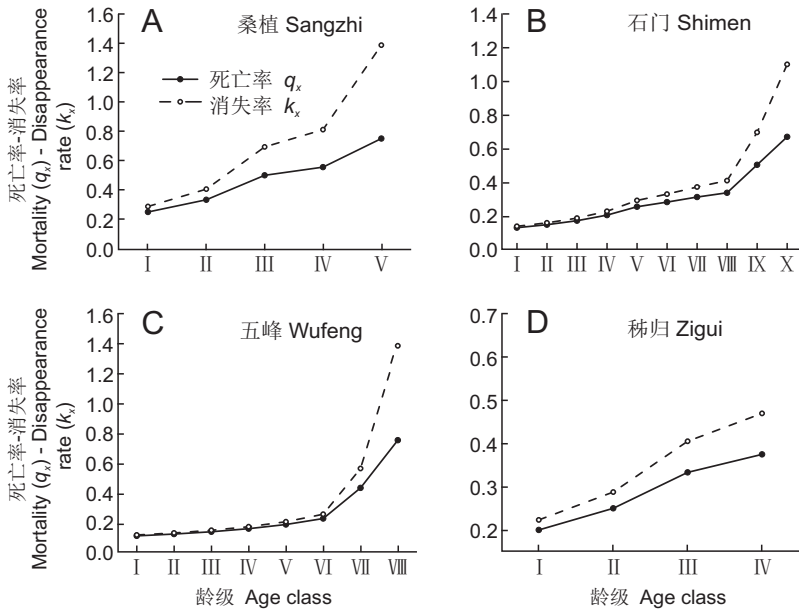 死亡率-消失率
Mortality (qx) - Disappearance
rate (kx)
1.6
1.4
1.2
1.0
0.8
0.6
0.4
0.2
0.0
A 桑植 Sangzhi
死亡率 qx
消失率 kx
Ⅰ Ⅱ Ⅲ Ⅳ Ⅴ
1.6
1.4
1.2
1.0
0.8
0.6
0.4
0.2
0.0
B 石门 Shimen
Ⅰ Ⅱ Ⅲ Ⅳ Ⅴ Ⅵ Ⅶ Ⅷ Ⅸ Ⅹ
死亡率-消失率
Mortality (qx) - Disappearance
rate (kx)
1.6
1.4
1.2
1.0
0.8
0.6
0.4
0.2
0.0
C 五峰 Wufeng
Ⅰ Ⅱ Ⅲ Ⅳ Ⅴ Ⅵ Ⅶ Ⅷ
龄级 Age class
0.7
0.6
0.5
0.4
0.3
0.2
D 秭归 Zigui
Ⅰ Ⅱ Ⅲ Ⅳ
龄级 Age class